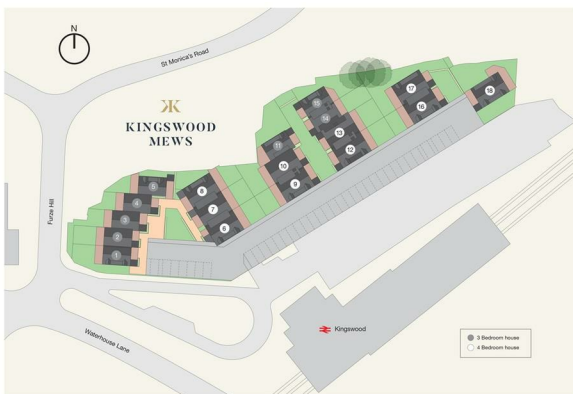 N
St Monica's Road
KK
KINGSWOOD
MEWS
17
18
15
16
14
13
11
12
10
9
5
8
4
7
3
6
2
1
Furze Hill
Waterhouse Lane
Kingswood
3 Bedroom house
4 Bedroom house